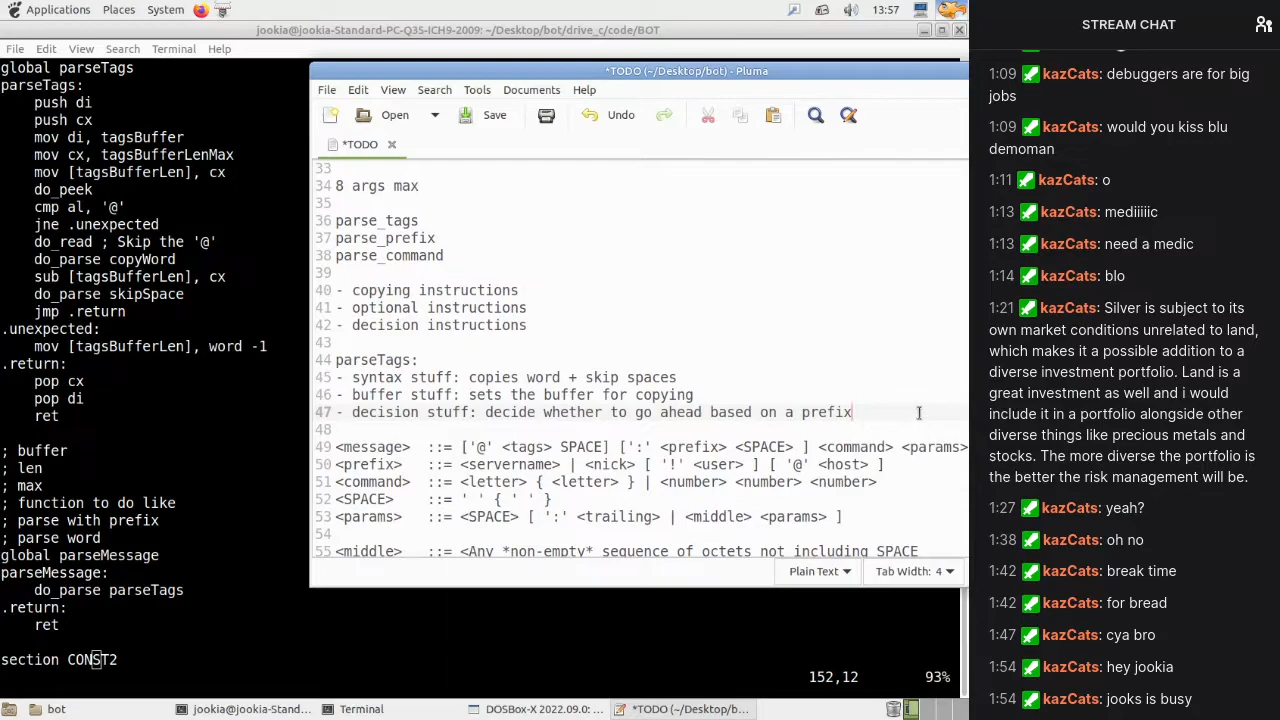 Applications Places System 13:57
jookia@jookia-Standard-PC-Q35-ICH9-2009: ~/Desktop/bot/drive_c/code/BOT
File Edit View Search Terminal Help
global parseTags
parseTags:
push di
push cx
mov di, tagsBuffer
mov cx, tagsBufferLenMax
mov [tagsBufferLen], cx
do_peek
cmp al, '@'
jne .unexpected
do_read ; Skip the '@'
do_parse copyWord
sub [tagsBufferLen], cx
do_parse skipSpace
jmp .return
.unexpected:
mov [tagsBufferLen], word -1
.return:
pop cx
pop di
ret
; buffer
; len
; max
; function to do like
; parse with prefix
; parse word
global parseMessage
parseMessage:
do_parse parseTags
.return:
ret
section CONST2
152,12 93%
*TODO (~/Desktop/bot) - Pluma
File Edit View Search Tools Documents Help
Open Save Undo
*TODO
33
34 8 args max
35
36 parse_tags
37 parse_prefix
38 parse_command
39
40 - copying instructions
41 - optional instructions
42 - decision instructions
43
44 parseTags:
45 - syntax stuff: copies word + skip spaces
46 - buffer stuff: sets the buffer for copying
47 - decision stuff: decide whether to go ahead based on a prefix
48
49 <message> ::= ['@' <tags> SPACE] [':' <prefix> <SPACE> ] <command> <params>
50 <prefix> ::= <servername> | <nick> [ '!' <user> ] [ '@' <host> ]
51 <command> ::= <letter> { <letter> } | <number> <number> <number>
52 <SPACE> ::= ' ' { ' ' }
53 <params> ::= <SPACE> [ ':' <trailing> | <middle> <params> ]
54
55 <middle> ::= <Any *non-empty* sequence of octets not including SPACE
Plain Text Tab Width: 4
bot jookia@jookia-Stand... Terminal DOSBox-X 2022.09.0: ... *TODO (~/Desktop/b...
STREAM CHAT
1:09 kazCats: debuggers are for big
jobs
1:09 kazCats: would you kiss blu
demoman
1:11 kazCats: o
1:13 kazCats: mediiiiic
1:13 kazCats: need a medic
1:14 kazCats: blo
1:21 kazCats: Silver is subject to its
own market conditions unrelated to land,
which makes it a possible addition to a
diverse investment portfolio. Land is a
great investment as well and i would
include it in a portfolio alongside other
diverse things like precious metals and
stocks. The more diverse the portfolio is
the better the risk management will be.
1:27 kazCats: yeah?
1:38 kazCats: oh no
1:42 kazCats: break time
1:42 kazCats: for bread
1:47 kazCats: cya bro
1:54 kazCats: hey jookia
1:54 kazCats: jooks is busy